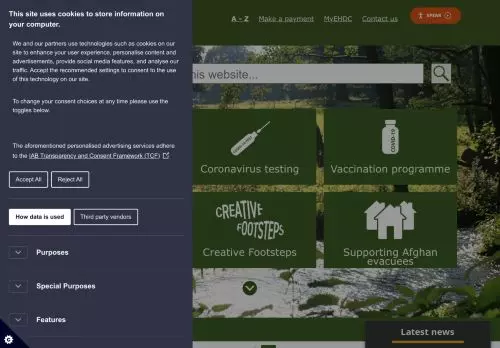 This site uses cookies to store information on
your computer.
A - Z
Make a payment
MyEHDC
Contact us
SPEAK
We and our partners use technologies such as cookies on our
site to enhance your user experience, personalise content and
advertisements, provide social media features, and analyse our
traffic. Accept the recommended settings to consent to the use
of this technology on our site.
his website...
To change your consent choices at any time please use the
toggles below.
COVID-19
The aforementioned personalised advertising services adhere
to the IAB Transparency and Consent Framework (TCF)
Coronavirus testing
Vaccination programme
Accept All
Reject All
How data is used
Third party vendors
CREATIVE
FOOTSTEPS
Purposes
Creative Footsteps
Supporting Afghan
evacuees
Special Purposes
Features
Latest news